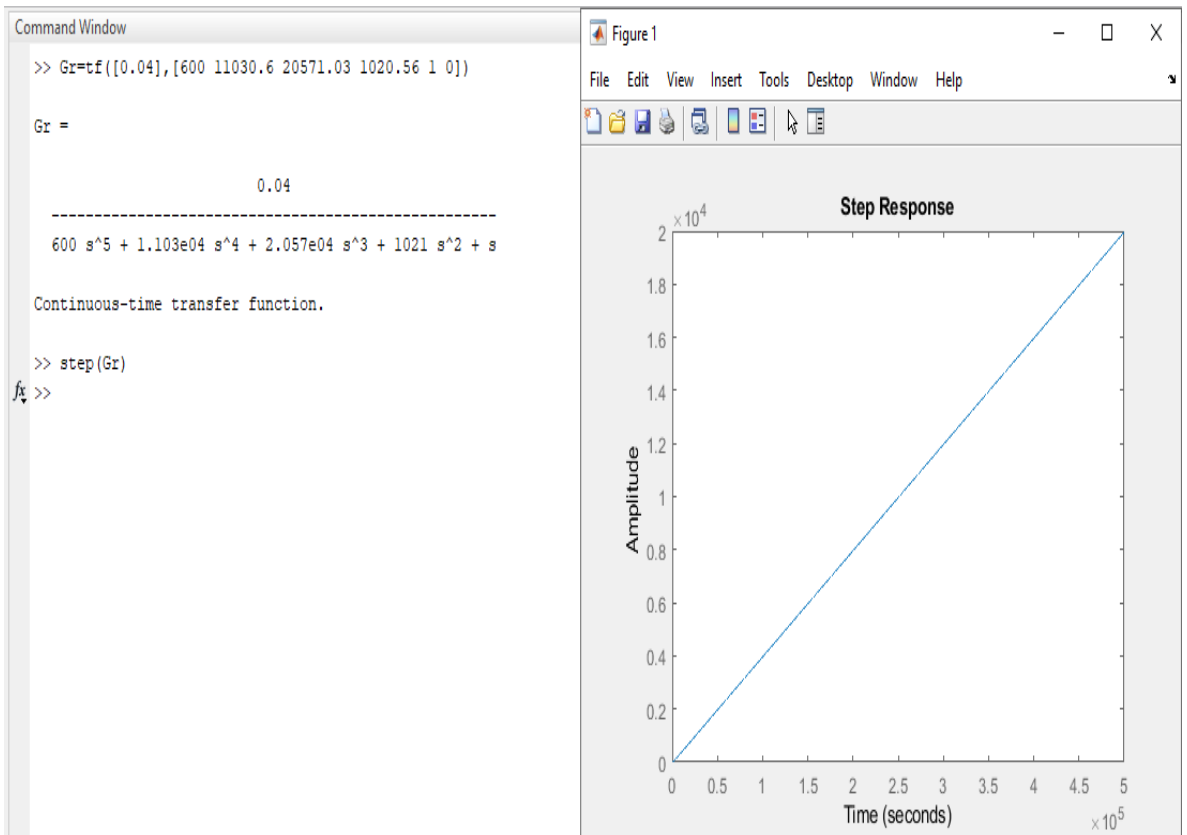 Command Window
>> Gr=tf([0.04],[600 11030.6 20571.03 1020.56 1 0])
Gr =
0.04
---------------------------------------------------
600 s^5 + 1.103e04 s^4 + 2.057e04 s^3 + 1021 s^2 + s
Continuous-time transfer function.
>> step(Gr)
fx >>
Figure 1
File Edit View Insert Tools Desktop Window Help
Step Response
×10^4
2
1.8
1.6
1.4
1.2
1
0.8
0.6
0.4
0.2
0
Amplitude
0 0.5 1 1.5 2 2.5 3 3.5 4 4.5 5
Time (seconds)
×10^5